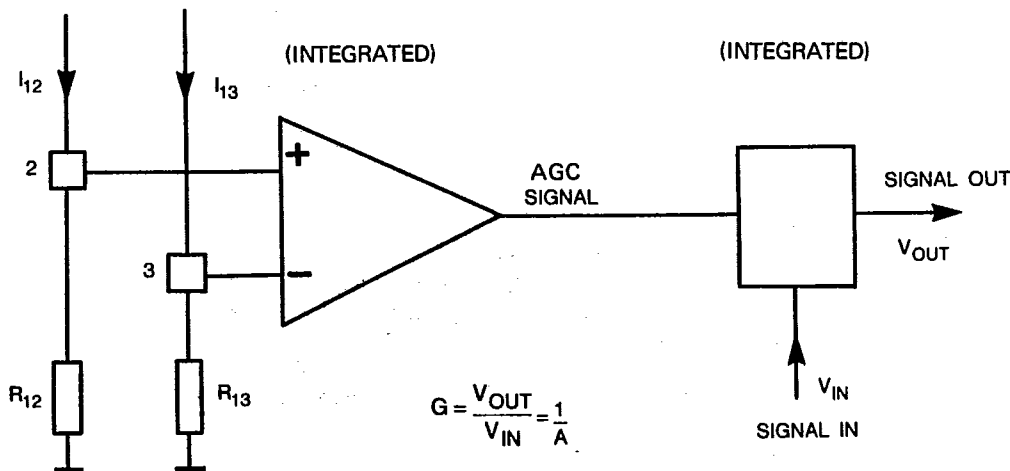 (INTEGRATED)
(INTEGRATED)
I12
I13
2
+
AGC
SIGNAL
SIGNAL OUT
VOUT
3
−
R12
R13
G = VOUT/VIN = 1/A
VIN
SIGNAL IN